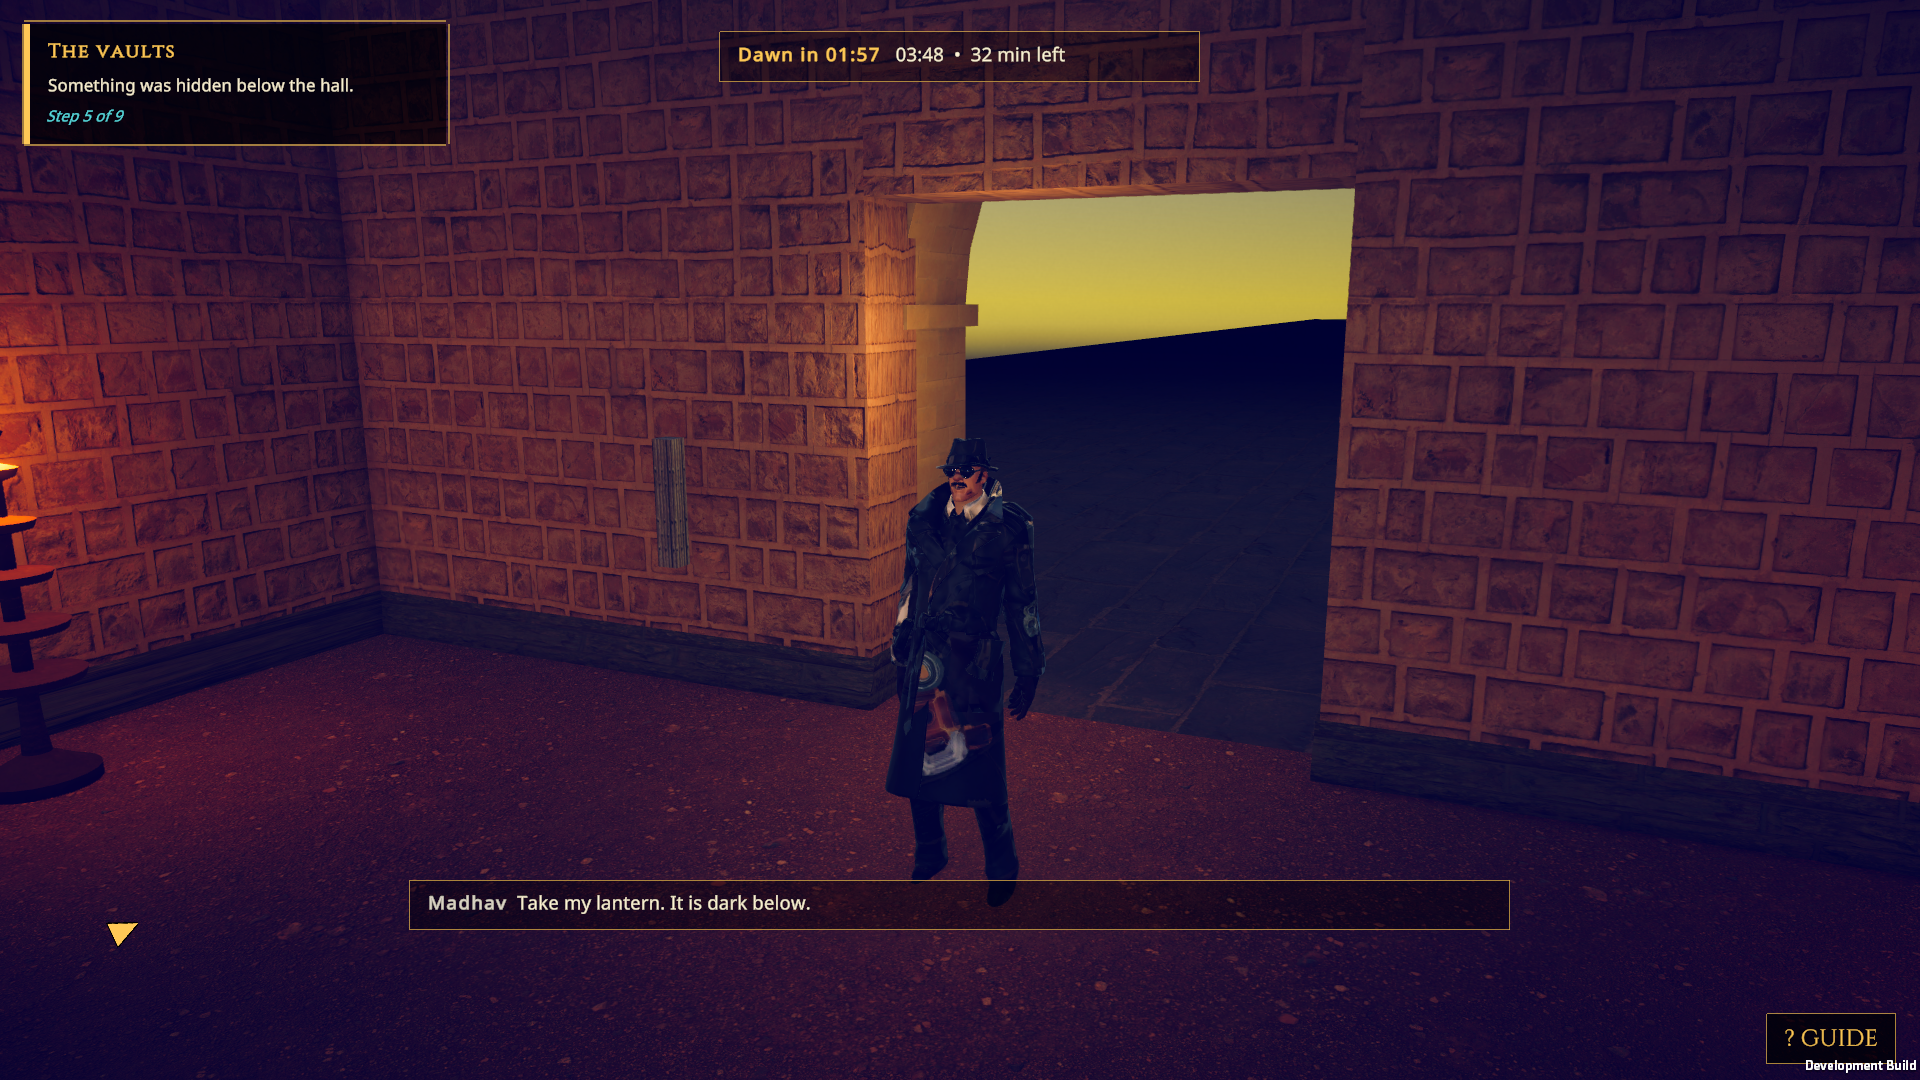 THE VAULTS
Something was hidden below the hall.
Step 5 of 9
Dawn in 01:57 03:48 • 32 min left
Madhav Take my lantern. It is dark below.
? GUIDE
Development Build